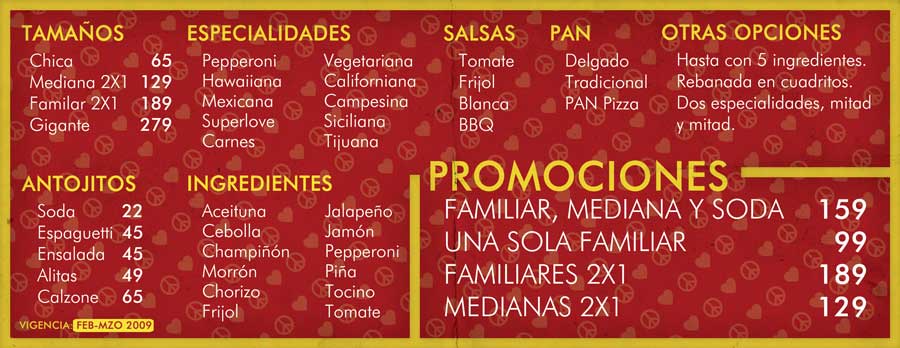 TAMAÑOS
Chica 65
Mediana 2X1 129
Familar 2X1 189
Gigante 279
ESPECIALIDADES
Pepperoni Vegetariana
Hawaiiana Californiana
Mexicana Campesina
Superlove Siciliana
Carnes Tijuana
SALSAS
Tomate
Frijol
Blanca
BBQ
PAN
Delgado
Tradicional
PAN Pizza
OTRAS OPCIONES
Hasta con 5 ingredientes.
Rebanada en cuadritos.
Dos especialidades, mitad
y mitad.
ANTOJITOS
Soda 22
Espaguetti 45
Ensalada 45
Alitas 49
Calzone 65
VIGENCIA: FEB-MZO 2009
INGREDIENTES
Aceituna Jalapeño
Cebolla Jamón
Champiñón Pepperoni
Morrón Piña
Chorizo Tocino
Frijol Tomate
PROMOCIONES
FAMILIAR, MEDIANA Y SODA 159
UNA SOLA FAMILIAR 99
FAMILIARES 2X1 189
MEDIANAS 2X1 129